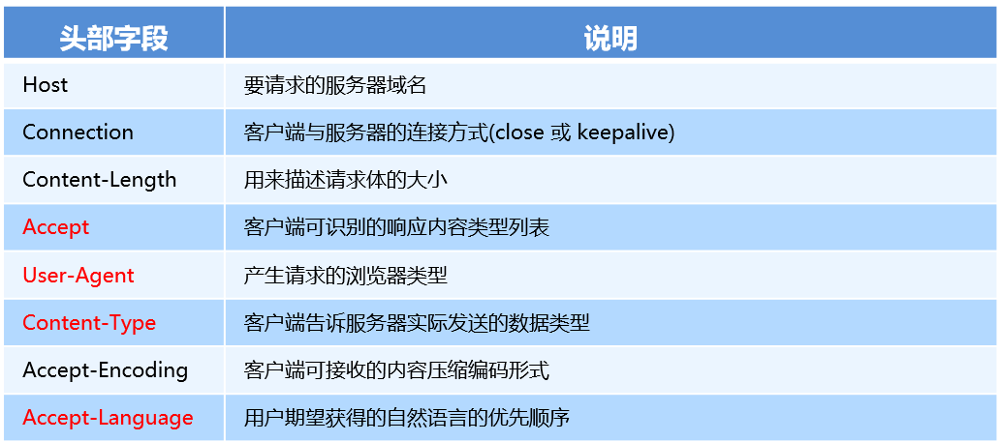 头部字段 说明
Host 要请求的服务器域名
Connection 客户端与服务器的连接方式(close 或 keepalive)
Content-Length 用来描述请求体的大小
Accept 客户端可识别的响应内容类型列表
User-Agent 产生请求的浏览器类型
Content-Type 客户端告诉服务器实际发送的数据类型
Accept-Encoding 客户端可接收的内容压缩编码形式
Accept-Language 用户期望获得的自然语言的优先顺序